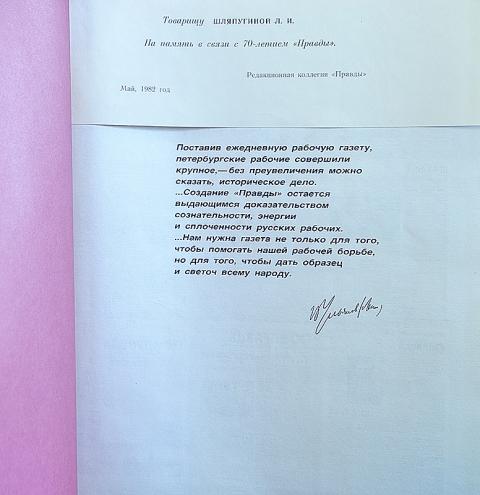 Товарищу ШЛЯПУГИНОЙ Л. И.
На память в связи с 70-летием «Правды».
Редакционная коллегия «Правды»
Май, 1982 год
Поставив ежедневную рабочую газету,
петербургские рабочие совершили
крупное,—без преувеличения можно
сказать, историческое дело.
...Создание «Правды» остается
выдающимся доказательством
сознательности, энергии
и сплоченности русских рабочих.
...Нам нужна газета не только для того,
чтобы помогать нашей рабочей борьбе,
но для того, чтобы дать образец
и светоч всему народу.